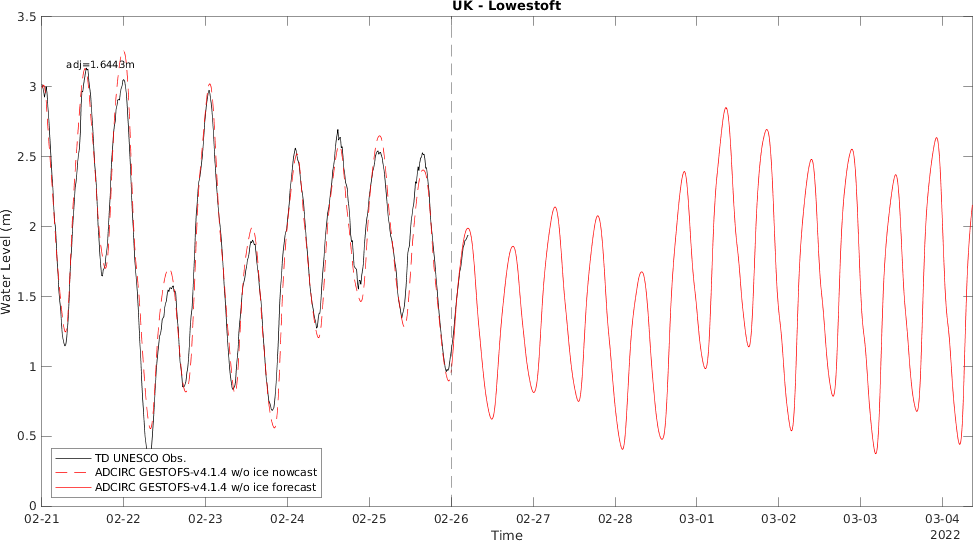 UK - Lowestoft
3.5
3
2.5
2
1.5
1
0.5
0
Water Level (m)
adj=1.6443m
TD UNESCO Obs.
ADCIRC GESTOFS-v4.1.4 w/o ice nowcast
ADCIRC GESTOFS-v4.1.4 w/o ice forecast
02-21 02-22 02-23 02-24 02-25 02-26 02-27 02-28 03-01 03-02 03-03 03-04
Time
2022